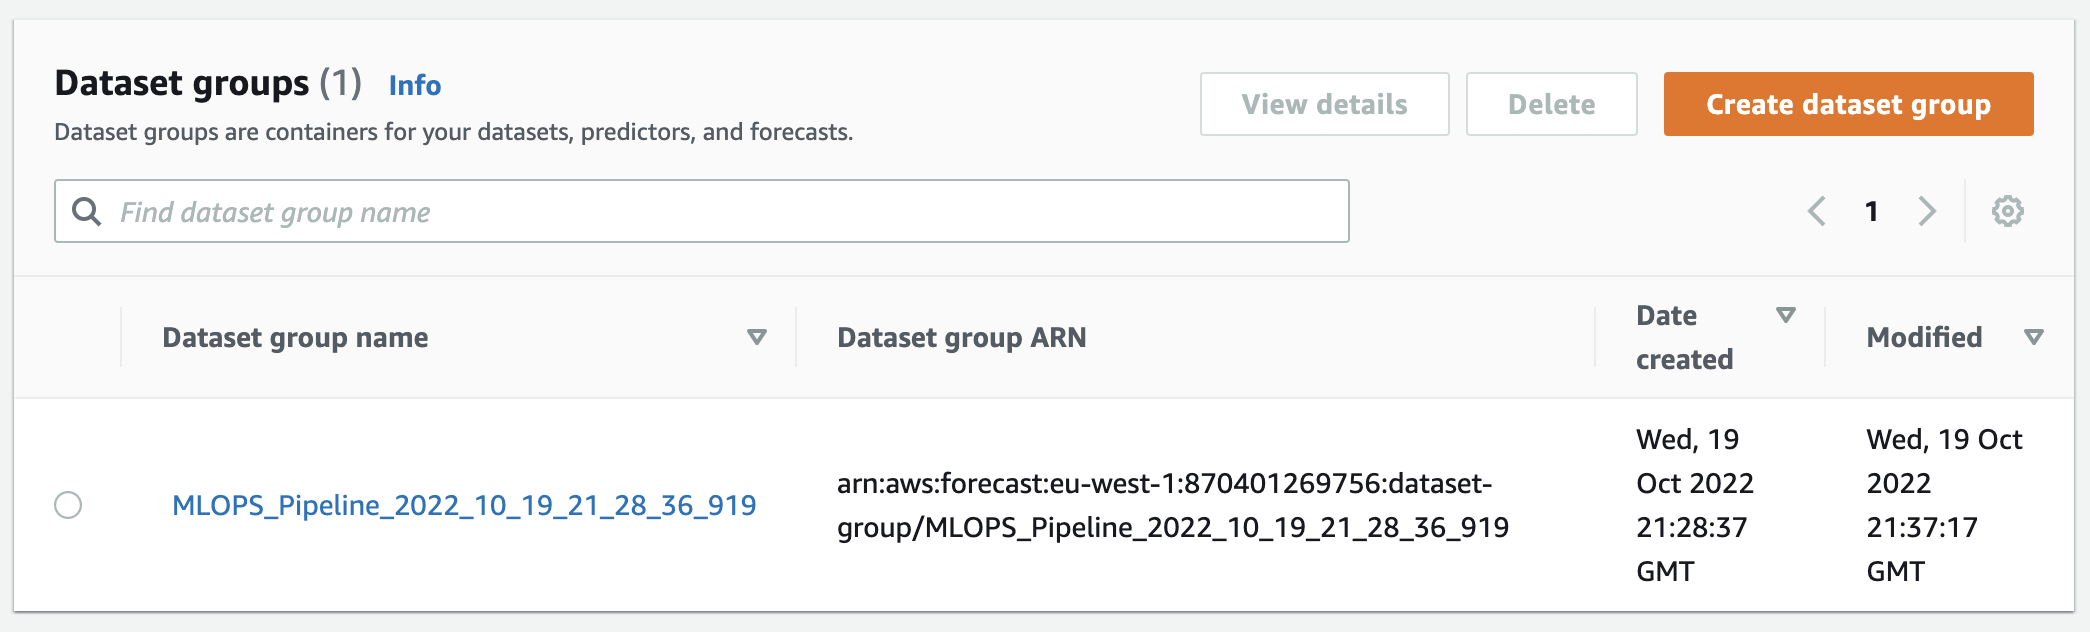 Dataset groups (1) Info
Dataset groups are containers for your datasets, predictors, and forecasts.
View details
Delete
Create dataset group
Find dataset group name
1
Dataset group name
Dataset group ARN
Date
created
Modified
MLOPS_Pipeline_2022_10_19_21_28_36_919
arn:aws:forecast:eu-west-1:870401269756:dataset-
group/MLOPS_Pipeline_2022_10_19_21_28_36_919
Wed, 19
Oct 2022
21:28:37
GMT
Wed, 19 Oct
2022
21:37:17
GMT